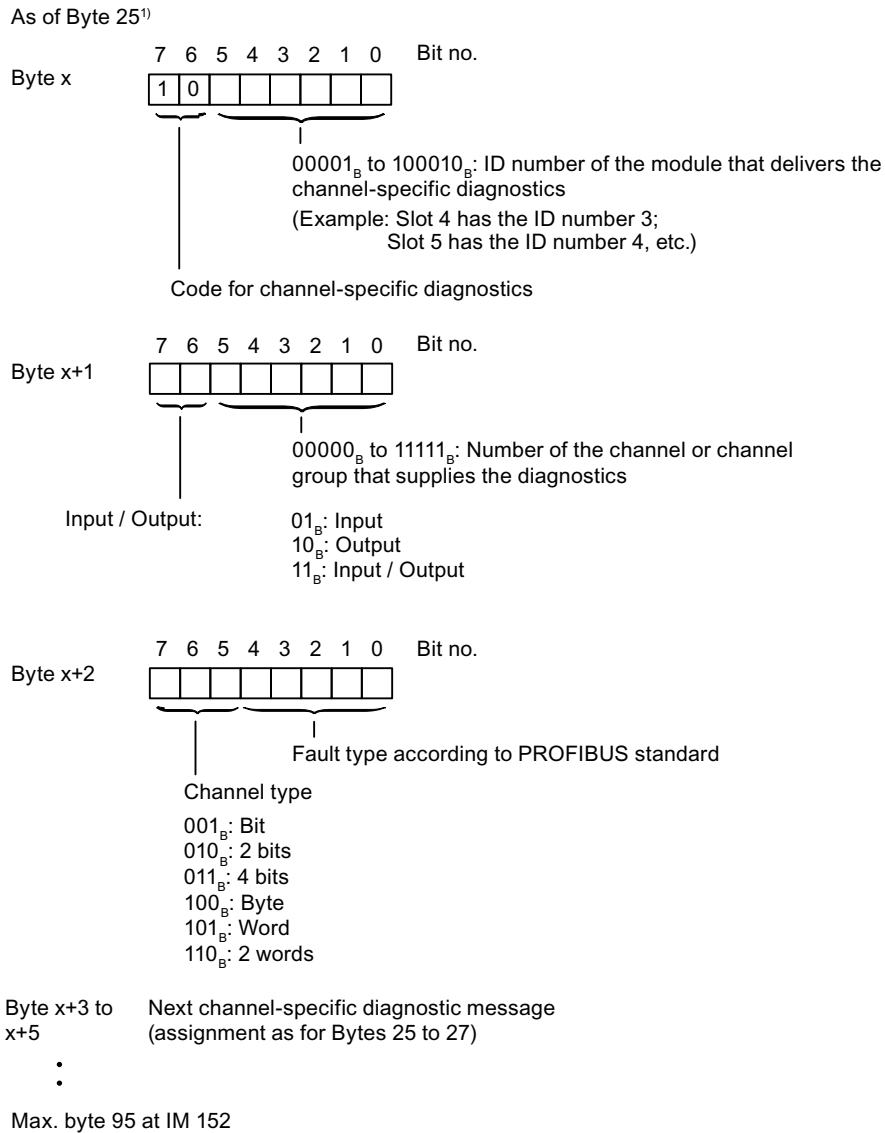 As of Byte 25¹⁾
7 6 5 4 3 2 1 0 Bit no.
Byte x
1 0
00001B to 100010B: ID number of the module that delivers the
channel-specific diagnostics
(Example: Slot 4 has the ID number 3;
Slot 5 has the ID number 4, etc.)
Code for channel-specific diagnostics
7 6 5 4 3 2 1 0 Bit no.
Byte x+1
00000B to 11111B: Number of the channel or channel
group that supplies the diagnostics
Input / Output:
01B: Input
10B: Output
11B: Input / Output
7 6 5 4 3 2 1 0 Bit no.
Byte x+2
Fault type according to PROFIBUS standard
Channel type
001B: Bit
010B: 2 bits
011B: 4 bits
100B: Byte
101B: Word
110B: 2 words
Byte x+3 to Next channel-specific diagnostic message
x+5 (assignment as for Bytes 25 to 27)
Max. byte 95 at IM 152